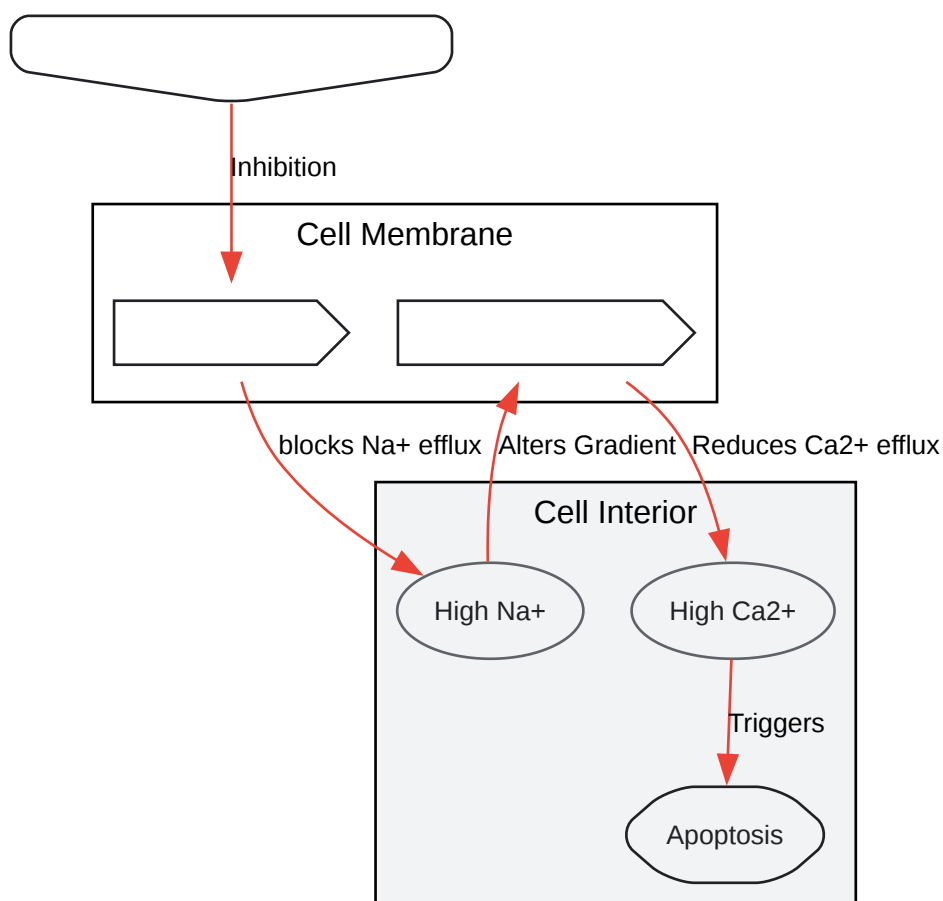 Inhibition
Cell Membrane
blocks Na+ efflux
Alters Gradient
Reduces Ca2+ efflux
Cell Interior
High Na+
High Ca2+
Triggers
Apoptosis